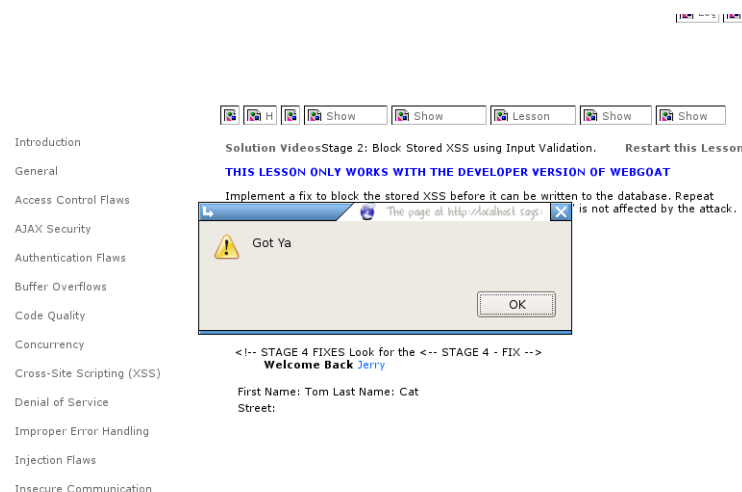 H Show Show Lesson Show Show
Introduction
General
Access Control Flaws
AJAX Security
Authentication Flaws
Buffer Overflows
Code Quality
Concurrency
Cross-Site Scripting (XSS)
Denial of Service
Improper Error Handling
Injection Flaws
Insecure Communication
Solution VideosStage 2: Block Stored XSS using Input Validation. Restart this Lesson
THIS LESSON ONLY WORKS WITH THE DEVELOPER VERSION OF WEBGOAT
Implement a fix to block the stored XSS before it can be written to the database. Repeat
' is not affected by the attack.
The page at http://localhost says:
Got Ya
OK
<!-- STAGE 4 FIXES Look for the <-- STAGE 4 - FIX -->
Welcome Back Jerry
First Name: Tom Last Name: Cat
Street: